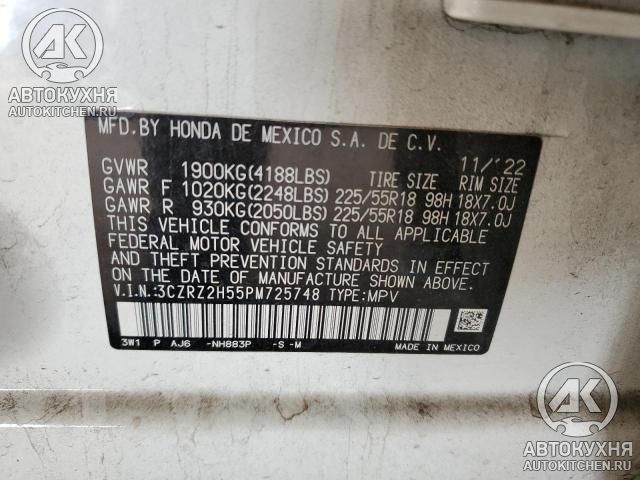 AK
АВТОКУХНЯ
AUTOKITCHEN.RU
MFD.BY HONDA DE MEXICO S.A. DE C.V.
11/'22
GVWR 1900KG(4188LBS) TIRE SIZE RIM SIZE
GAWR F 1020KG(2248LBS) 225/55R18 98H 18X7.0J
GAWR R 930KG(2050LBS) 225/55R18 98H 18X7.0J
THIS VEHICLE CONFORMS TO ALL APPLICABLE
FEDERAL MOTOR VEHICLE SAFETY
AND THEFT PREVENTION STANDARDS IN EFFECT
ON THE DATE OF MANUFACTURE SHOWN ABOVE.
V.I.N.:3CZRZ2H55PM725748 TYPE:MPV
3W1 P AJ6 -NH883P -S-M MADE IN MEXICO
AK
АВТОКУХНЯ
AUTOKITCHEN.RU